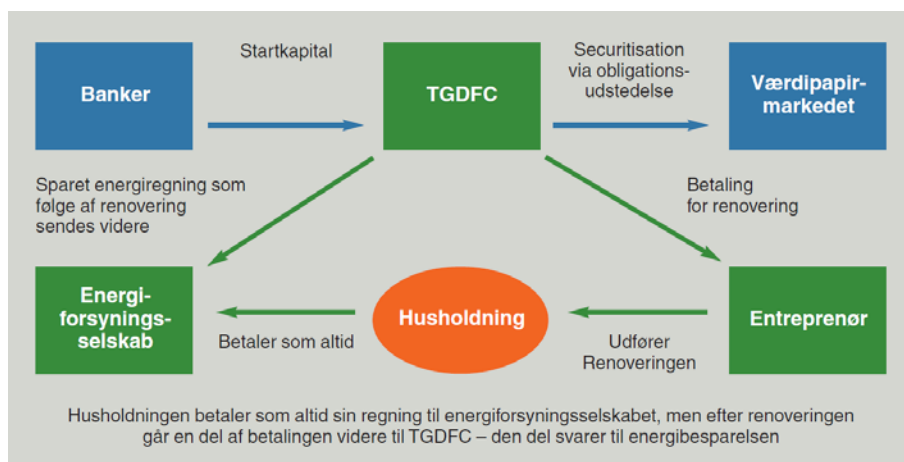 Startkapital
Securitisation
via obligations-
udstedelse
Banker
TGDFC
Værdipapir-
markedet
Sparet energiregning som
følge af renovering
sendes videre
Betaling
for renovering
Energi-
forsynings-
selskab
Betaler som altid
Husholdning
Udfører
Renoveringen
Entreprenør
Husholdningen betaler som altid sin regning til energiforsyningsselskabet, men efter renoveringen
går en del af betalingen videre til TGDFC – den del svarer til energibesparelsen